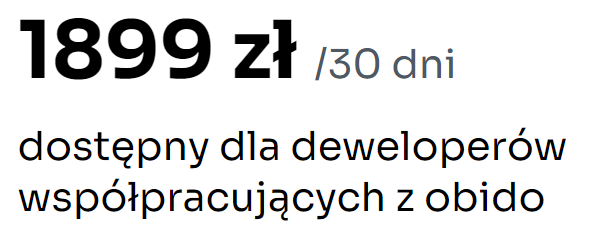 1899 zł /30 dni
dostępny dla deweloperów
współpracujących z obido